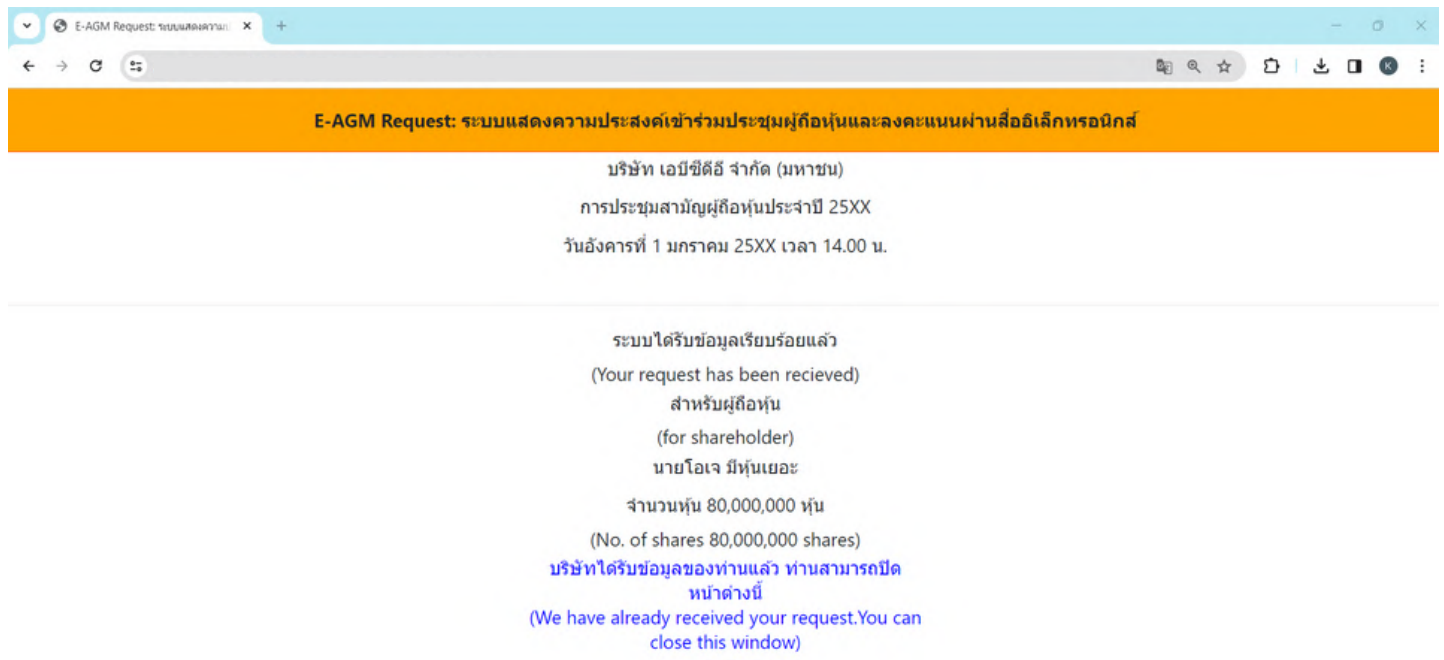 E-AGM Request: ระบบแสดงความป
E-AGM Request: ระบบแสดงความประสงค์เข้าร่วมประชุมผู้ถือหุ้นและลงคะแนนผ่านสื่ออิเล็กทรอนิกส์
บริษัท เอบีซีดีอี จำกัด (มหาชน)
การประชุมสามัญผู้ถือหุ้นประจำปี 25XX
วันอังคารที่ 1 มกราคม 25XX เวลา 14.00 น.
ระบบได้รับข้อมูลเรียบร้อยแล้ว
(Your request has been recieved)
สำหรับผู้ถือหุ้น
(for shareholder)
นายโอเจ มีหุ้นเยอะ
จำนวนหุ้น 80,000,000 หุ้น
(No. of shares 80,000,000 shares)
บริษัทได้รับข้อมูลของท่านแล้ว ท่านสามารถปิด
หน้าต่างนี้
(We have already received your request.You can
close this window)
K